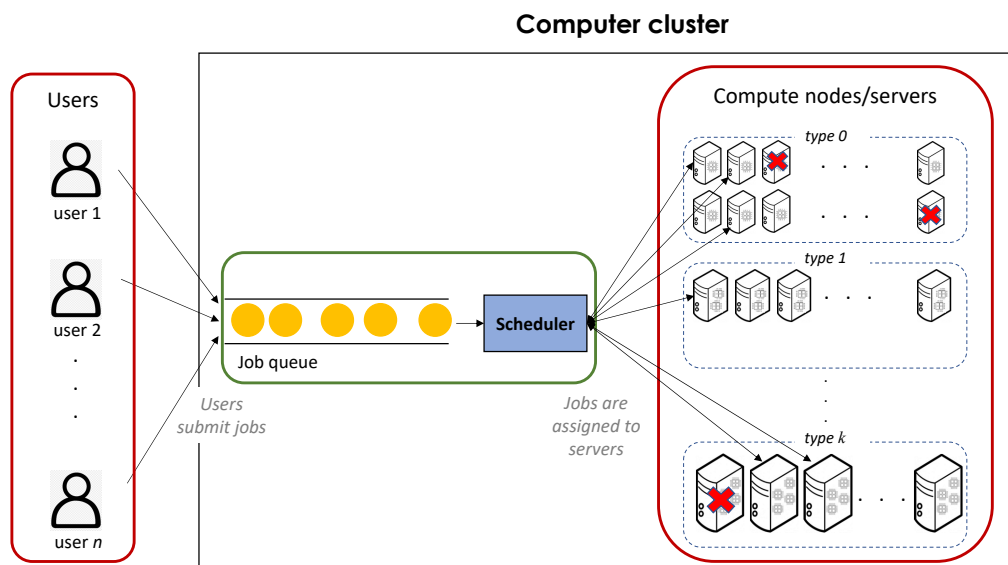 Computer cluster
Users
user 1
user 2
user n
Users
submit jobs
Job queue
Scheduler
Jobs are
assigned to
servers
Compute nodes/servers
type 0
type 1
type k